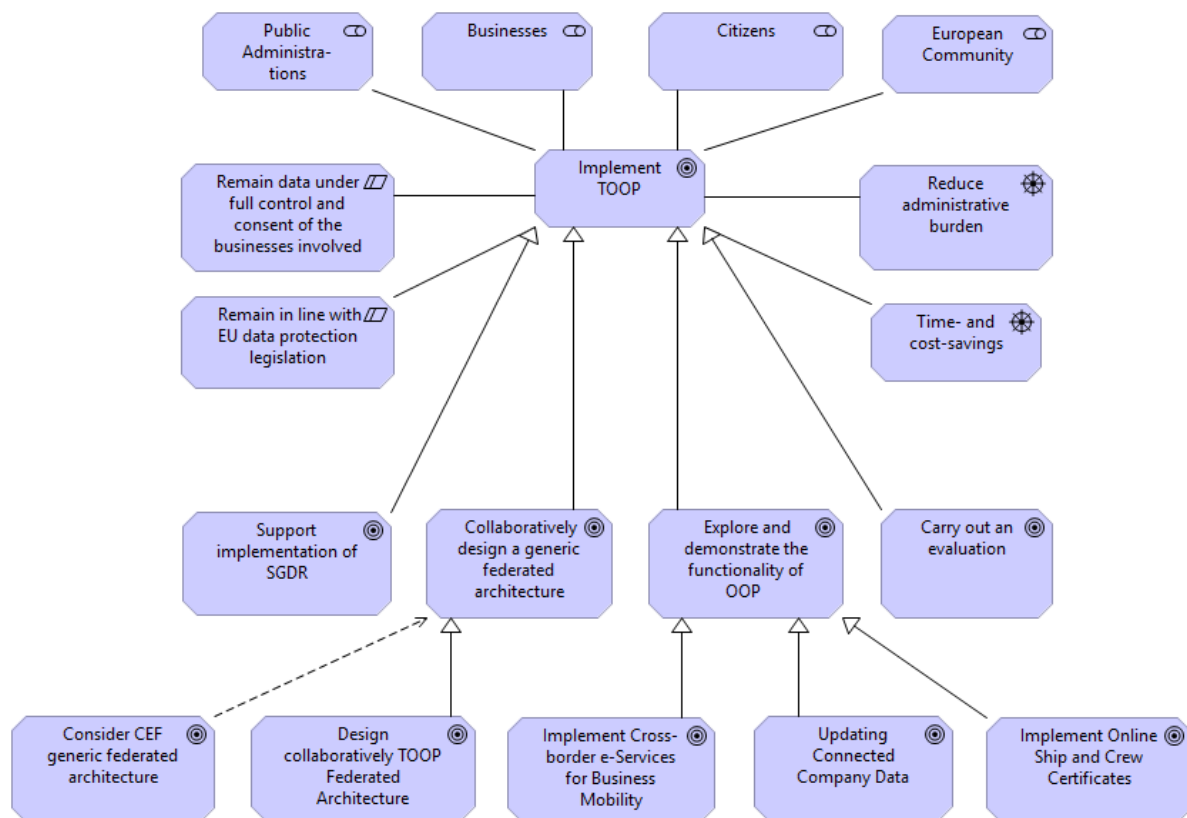 Public
Administra-
tions
Businesses
Citizens
European
Community
Implement
TOOP
Remain data under
full control and
consent of the
businesses involved
Reduce
administrative
burden
Remain in line with
EU data protection
legislation
Time- and
cost-savings
Support
implementation of
SGDR
Collaboratively
design a generic
federated
architecture
Explore and
demonstrate the
functionality of
OOP
Carry out an
evaluation
Consider CEF
generic federated
architecture
Design
collaboratively TOOP
Federated
Architecture
Implement Cross-
border e-Services
for Business
Mobility
Updating
Connected
Company Data
Implement Online
Ship and Crew
Certificates